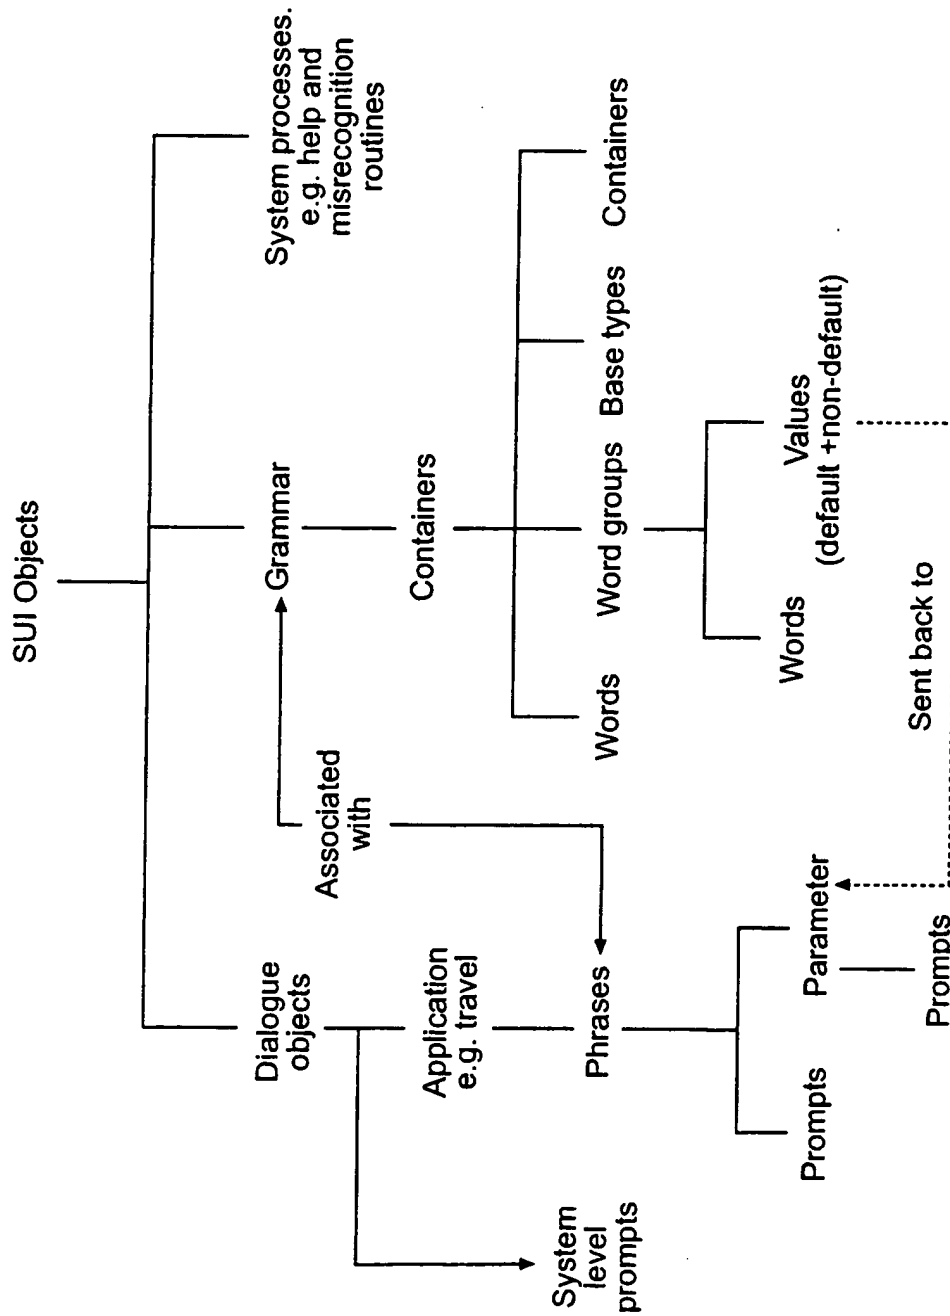 SUI Objects
Dialogue
objects
Grammar
System processes.
e.g. help and
misrecognition
routines
Associated
with
Application
e.g. travel
Containers
System
level
prompts
Phrases
Words
Word groups
Base types
Containers
Prompts
Parameter
Words
Values
(default +non-default)
Prompts
Sent back to